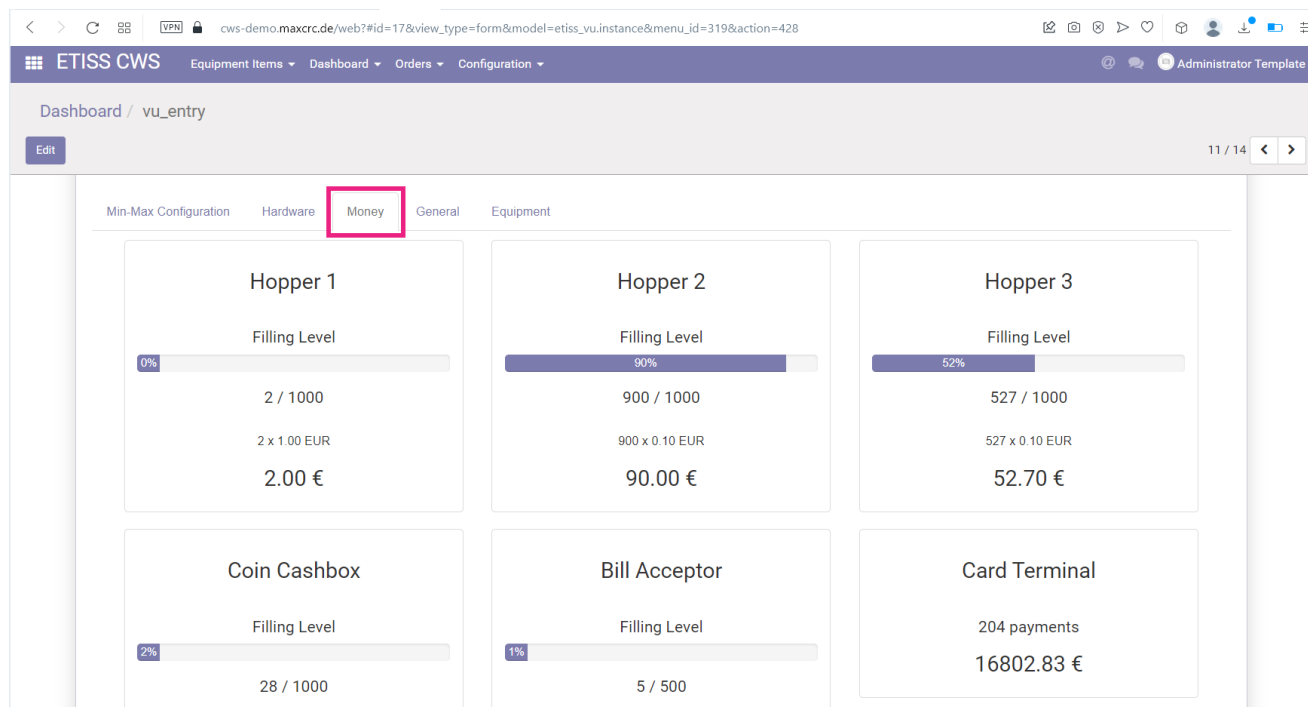 VPN cws-demo.maxcrc.de/web?#id=17&view_type=form&model=etiss_vu.instance&menu_id=319&action=428
ETISS CWS Equipment Items Dashboard Orders Configuration @ Administrator Template
Dashboard / vu_entry
Edit 11 / 14
Min-Max Configuration Hardware Money General Equipment
Hopper 1 Hopper 2 Hopper 3
Filling Level Filling Level Filling Level
0% 90% 52%
2 / 1000 900 / 1000 527 / 1000
2 x 1.00 EUR 900 x 0.10 EUR 527 x 0.10 EUR
2.00 € 90.00 € 52.70 €
Coin Cashbox Bill Acceptor Card Terminal
Filling Level Filling Level 204 payments
2% 1% 16802.83 €
28 / 1000 5 / 500